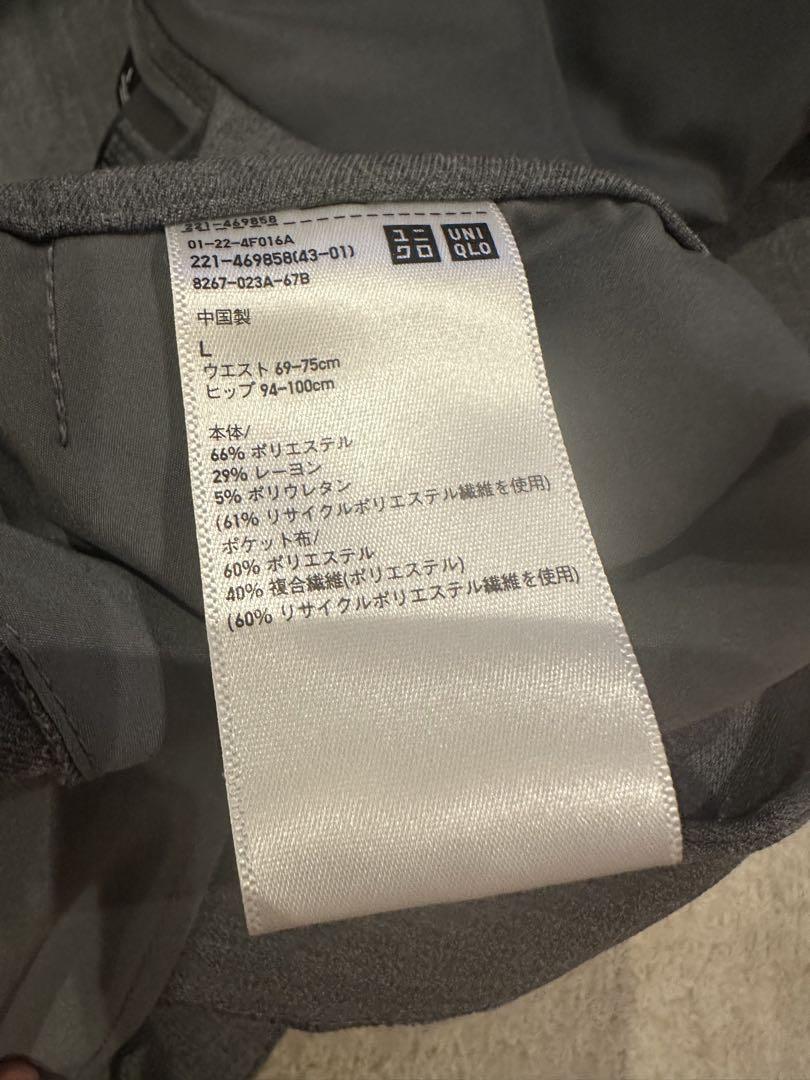 221-469858
01-22-4F016A
221-469858(43-01)
8267-023A-67B
ユニ
クロ
UNI
QLO
中国製
L
ウエスト 69-75cm
ヒップ 94-100cm
本体/
66% ポリエステル
29% レーヨン
5% ポリウレタン
(61% リサイクルポリエステル繊維を使用)
ポケット布/
60% ポリエステル
40% 複合繊維(ポリエステル)
(60% リサイクルポリエステル繊維を使用)